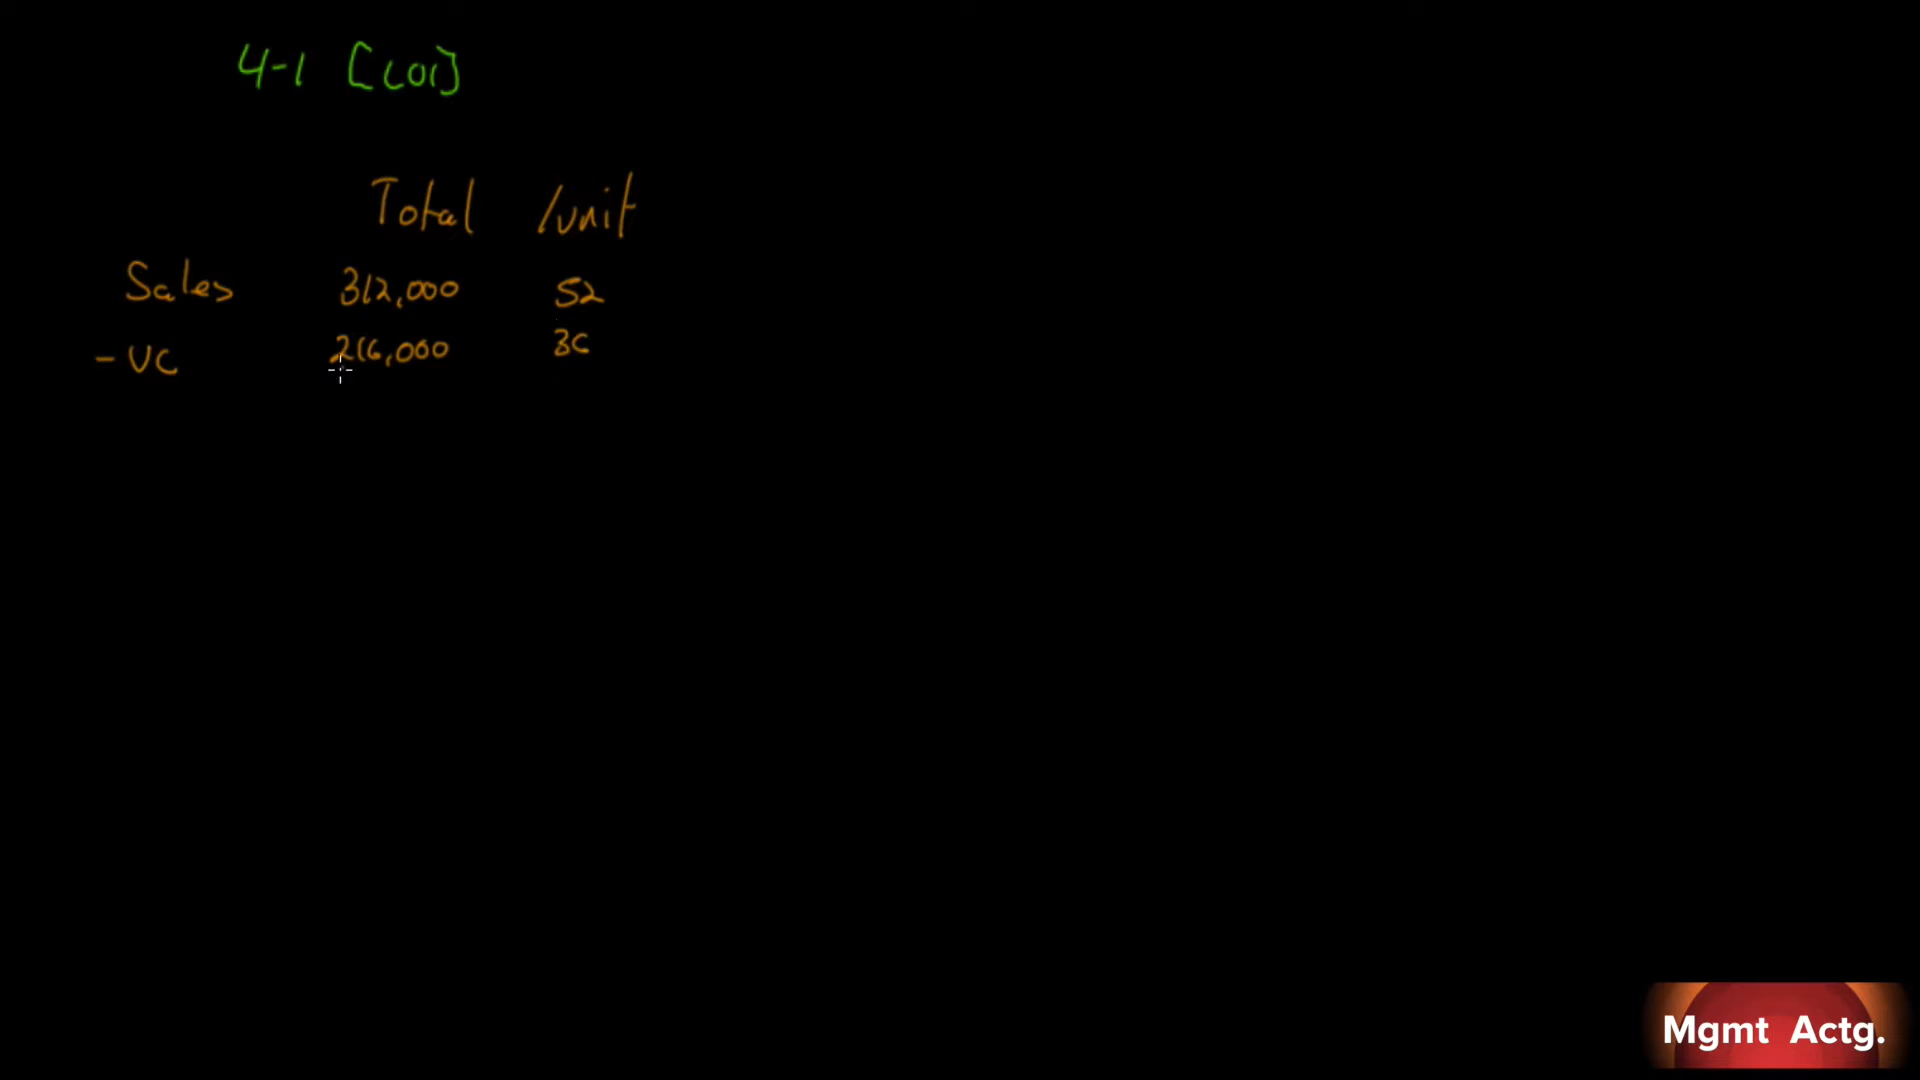 4-1 [LO1]
Total /unit
Sales 312,000 52
- VC 216,000 36
Mgmt Actg.